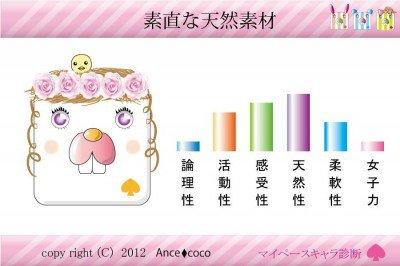 素直な天然素材
論理性
活動性
感受性
天然性
柔軟性
女子力
copy right (C) 2012 Ance♦coco
マイペースキャラ診断